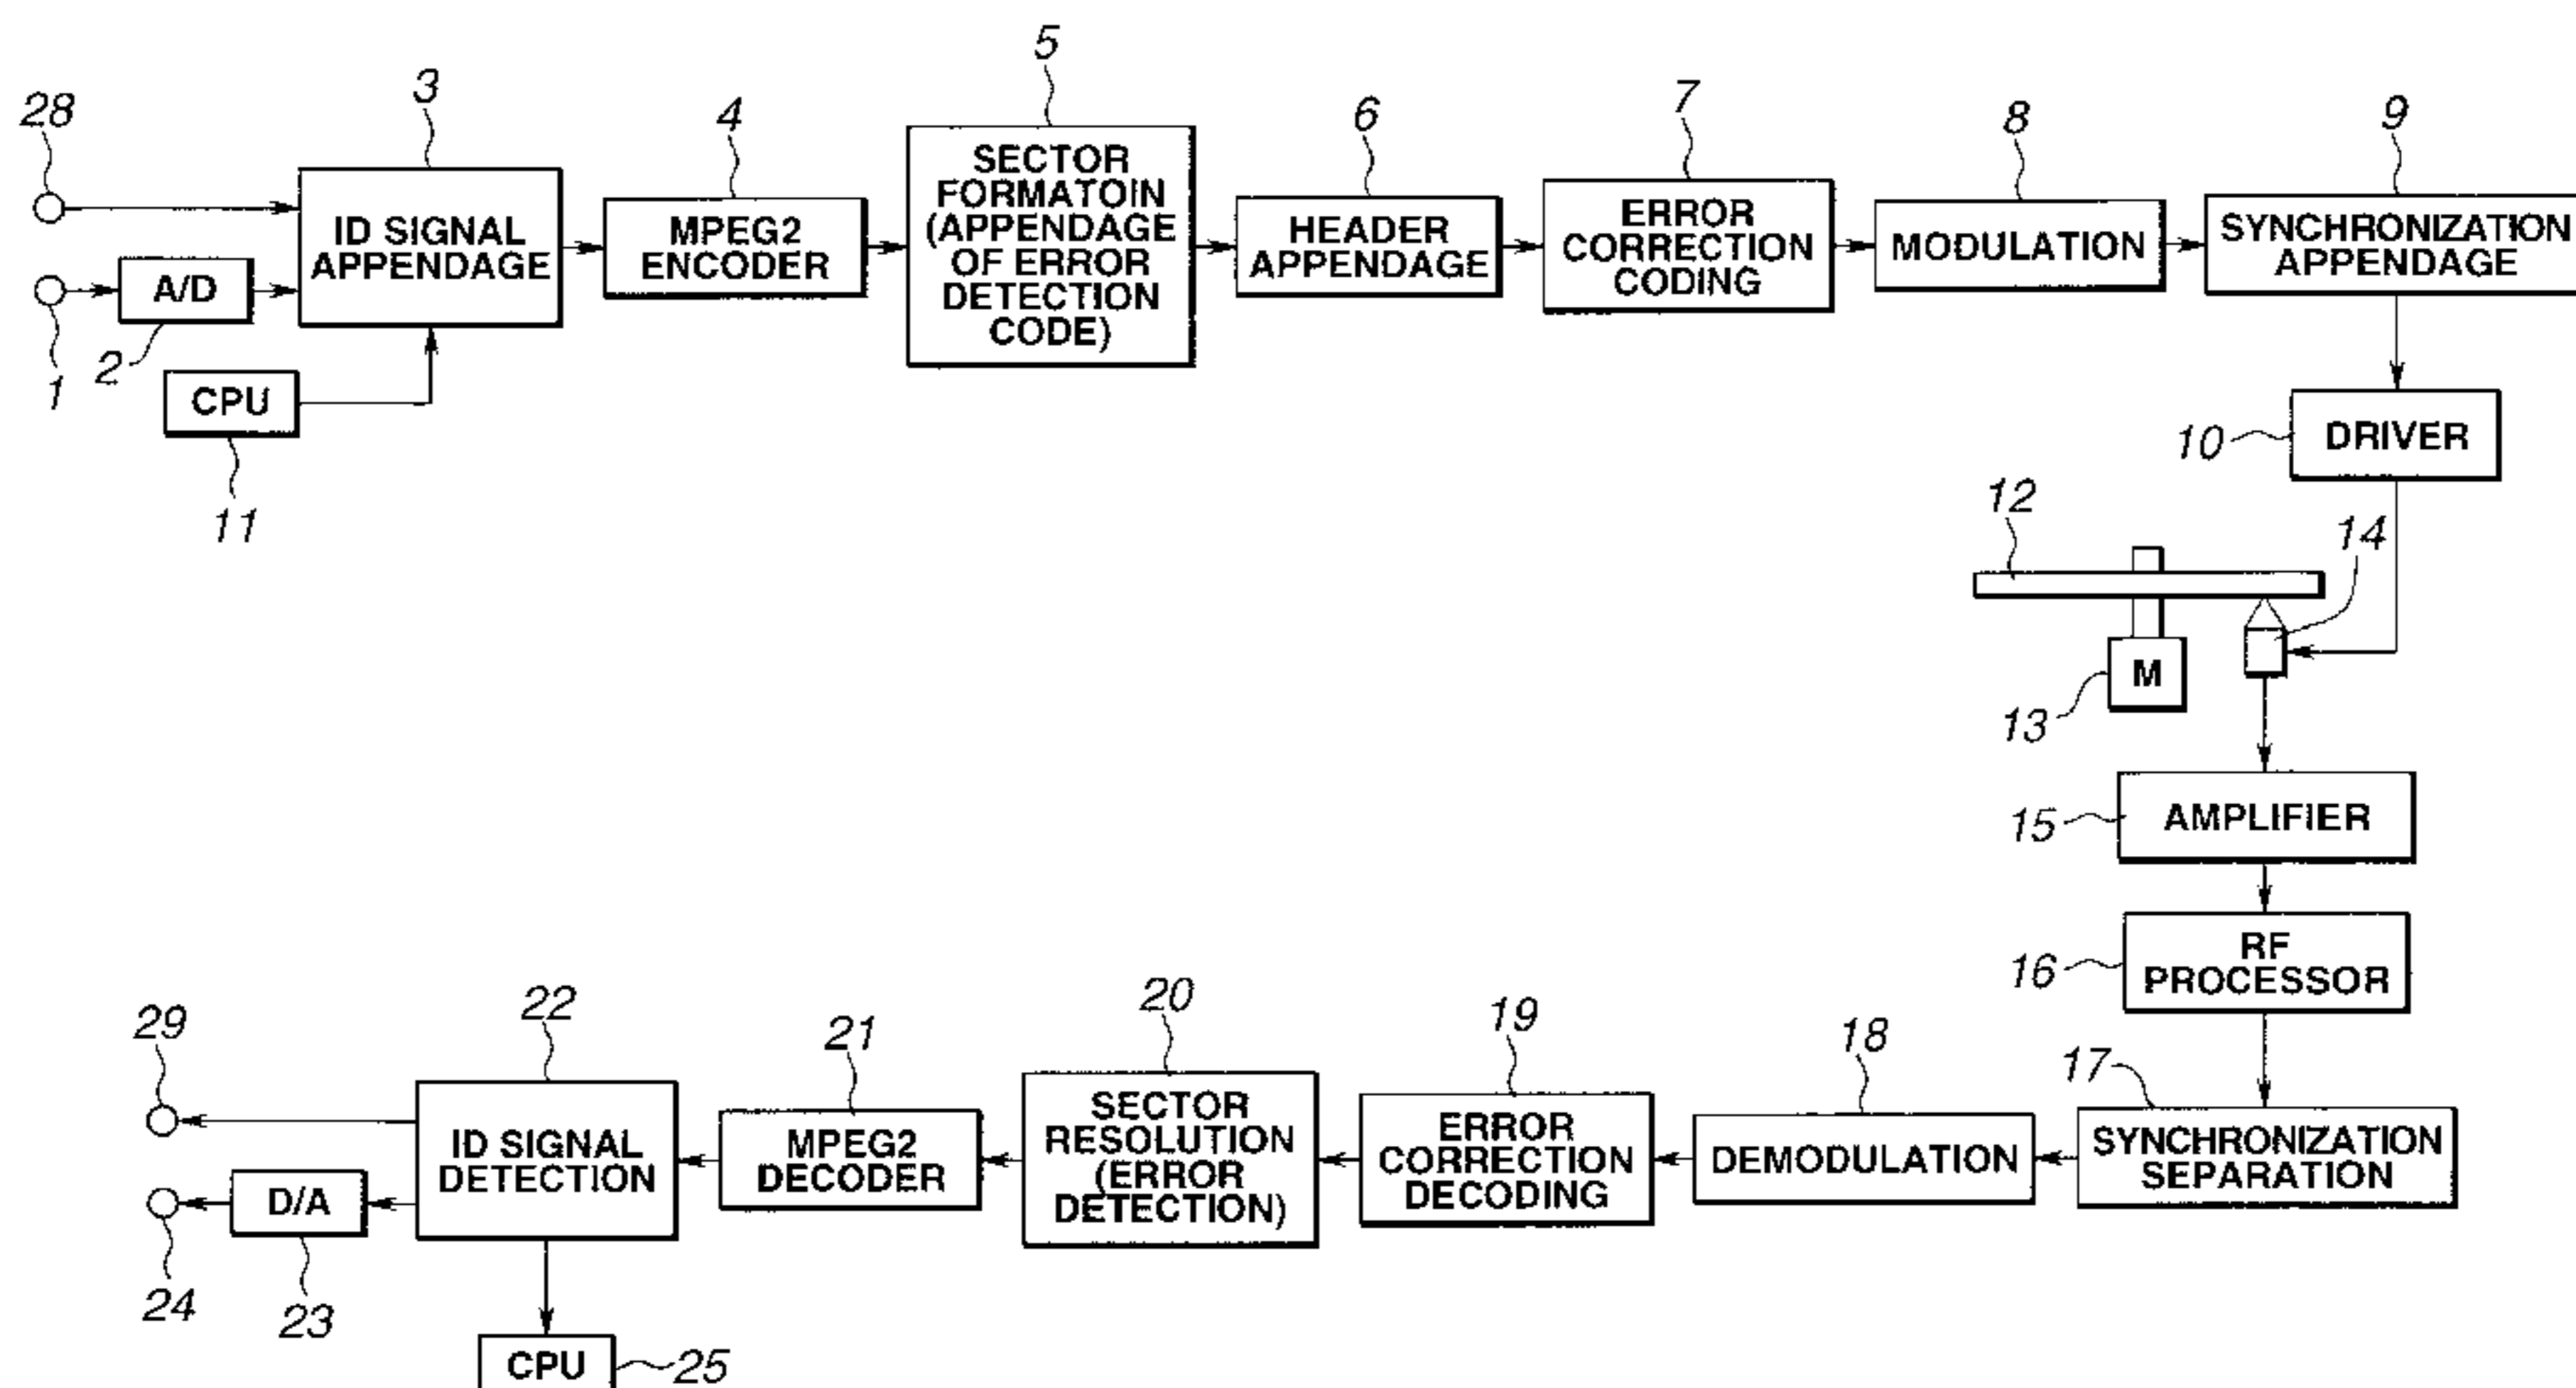 28
3
4
5
6
7
8
9
ID SIGNAL
APPENDAGE
MPEG2
ENCODER
SECTOR
FORMATOIN
(APPENDAGE
OF ERROR
DETECTION
CODE)
HEADER
APPENDAGE
ERROR
CORRECTION
CODING
MODULATION
SYNCHRONIZATION
APPENDAGE
A/D
1
2
CPU
11
10
DRIVER
12
14
M
13
15
AMPLIFIER
16
RF
PROCESSOR
29
22
21
20
19
18
17
ID SIGNAL
DETECTION
MPEG2
DECODER
SECTOR
RESOLUTION
(ERROR
DETECTION)
ERROR
CORRECTION
DECODING
DEMODULATION
SYNCHRONIZATION
SEPARATION
D/A
24
23
CPU
25